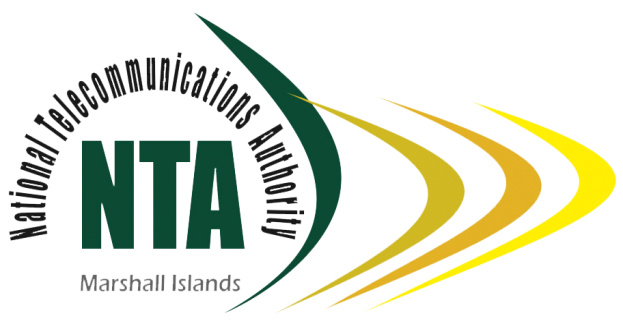 National Telecommunications Authority
NTA
Marshall Islands